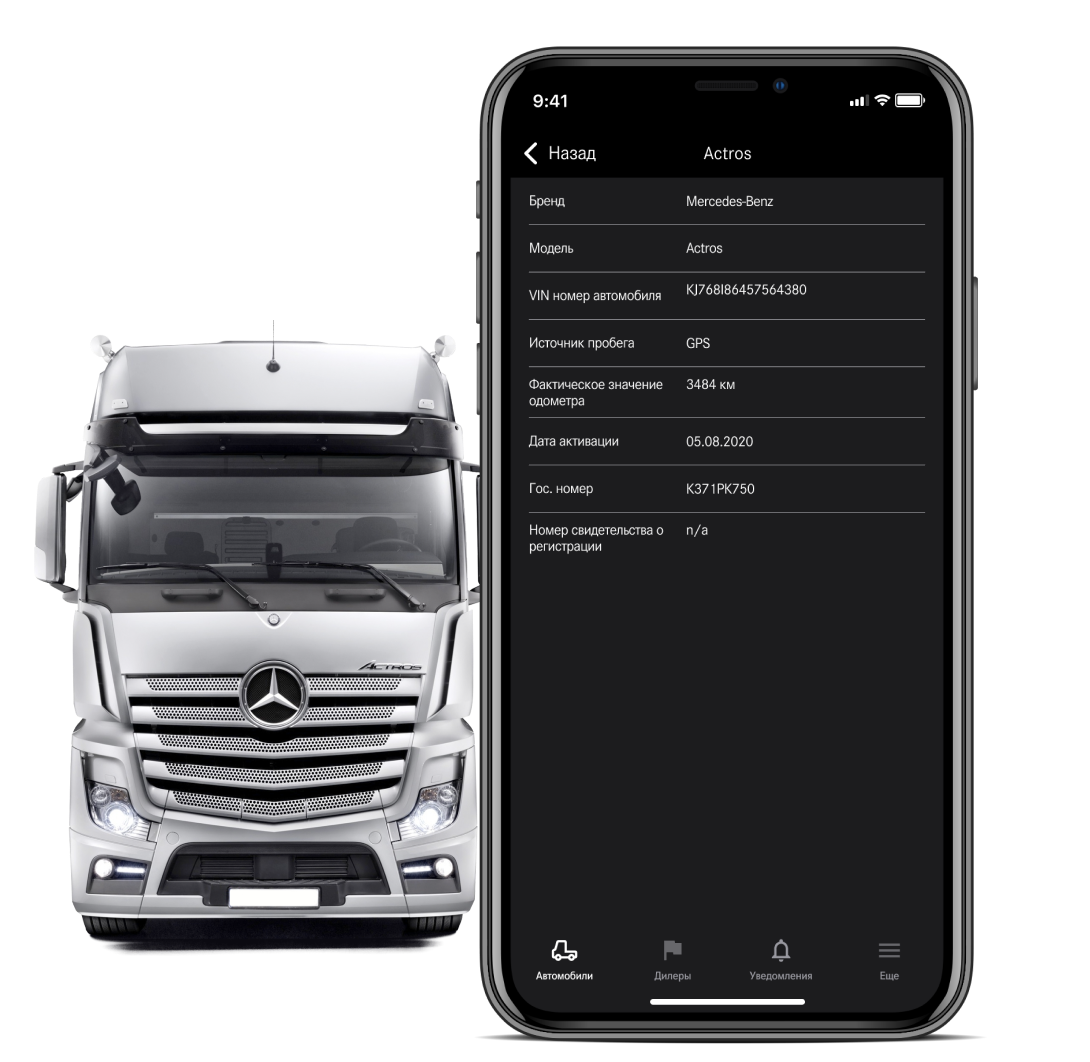 9:41
Назад
Actros
Бренд
Mercedes-Benz
Модель
Actros
VIN номер автомобиля
KJ768I86457564380
Источник пробега
GPS
Фактическое значение
одометра
3484 км
Дата активации
05.08.2020
Гос. номер
K371PK750
Номер свидетельства о
регистрации
n/a
ACTROS
Автомобили
Дилеры
Уведомления
Еще